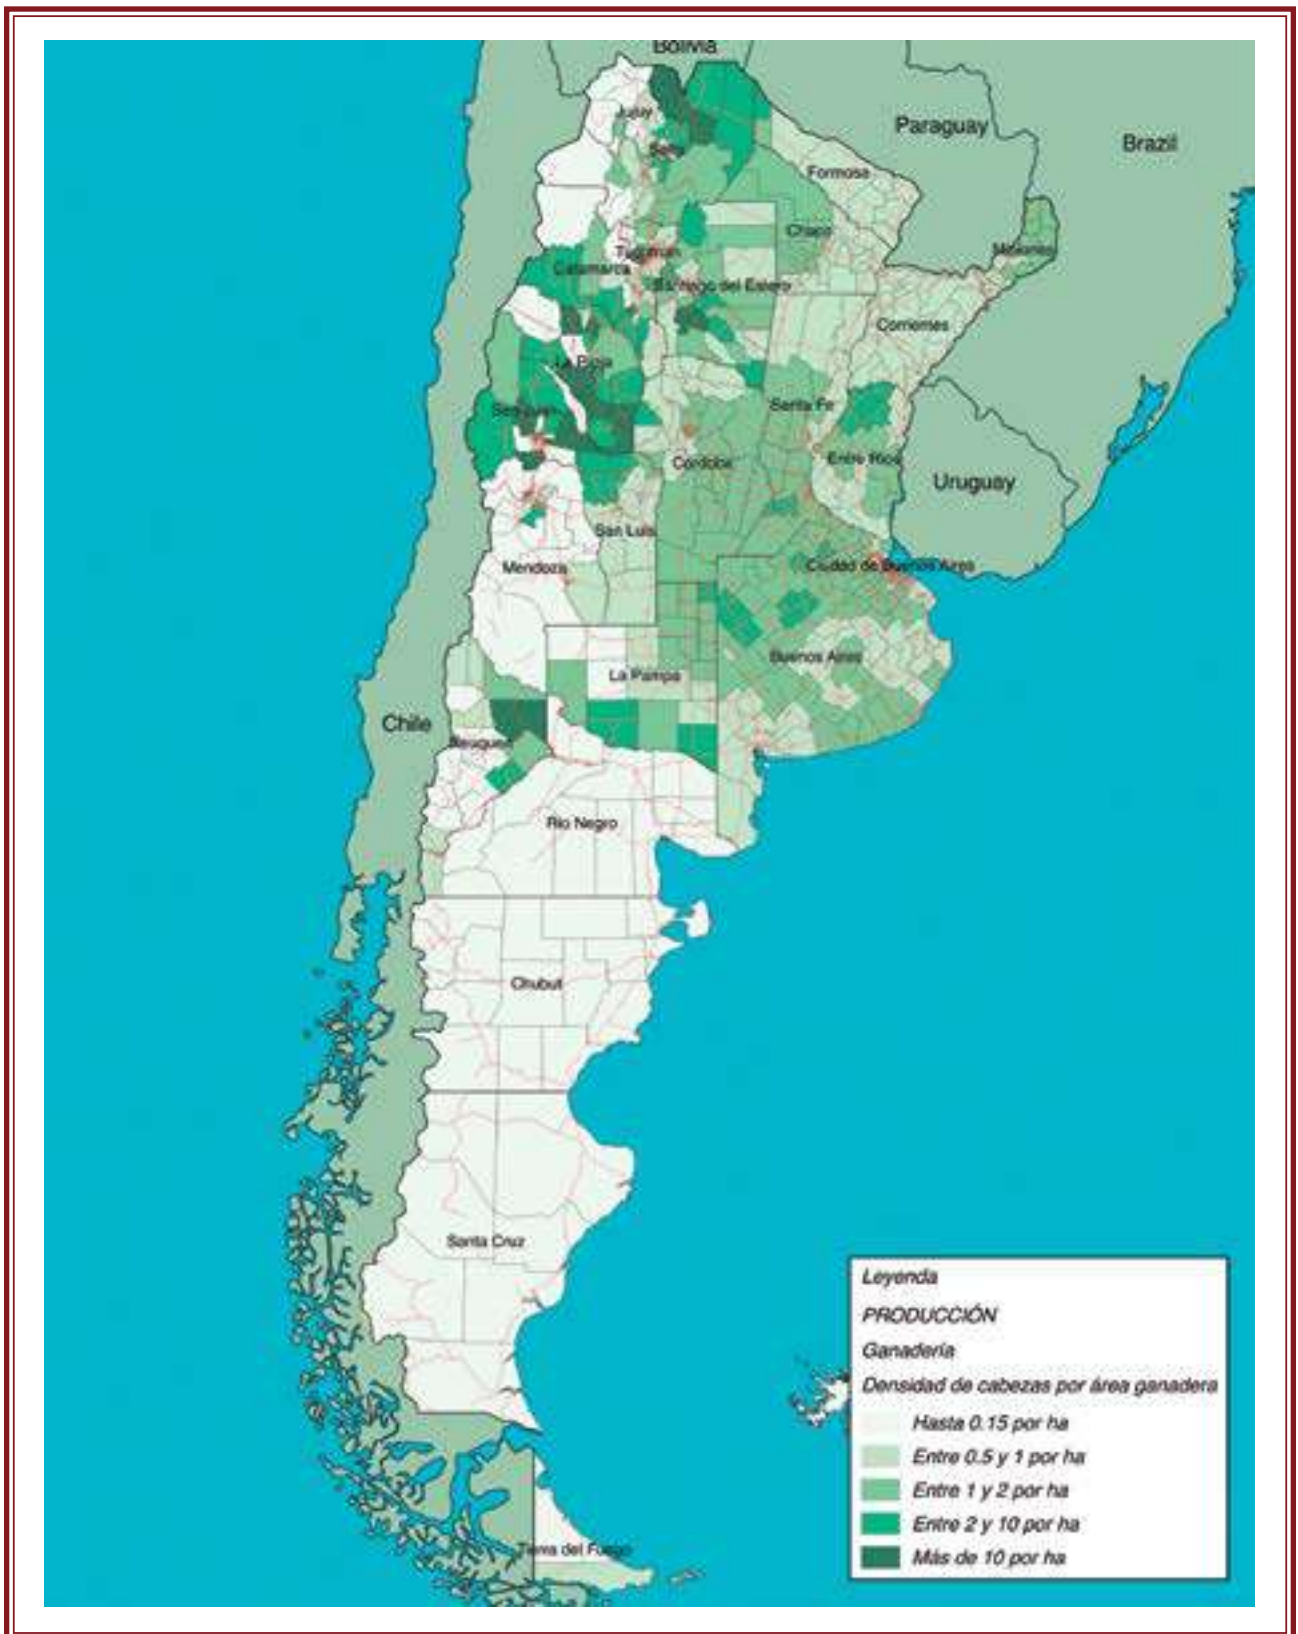 Bolivia
Paraguay
Brazil
Jujuy
Salta
Formosa
Chaco
Misiones
Tucumán
Catamarca
Santiago del Estero
Corrientes
La Rioja
San Juan
Santa Fe
Cordoba
Entre Rios
Uruguay
San Luis
Mendoza
Ciudad de Buenos Aires
Buenos Aires
La Pampa
Chile
Neuquen
Rio Negro
Chubut
Santa Cruz
Tierra del Fuego
Leyenda
PRODUCCIÓN
Ganadería
Densidad de cabezas por área ganadera
Hasta 0.15 por ha
Entre 0.5 y 1 por ha
Entre 1 y 2 por ha
Entre 2 y 10 por ha
Más de 10 por ha